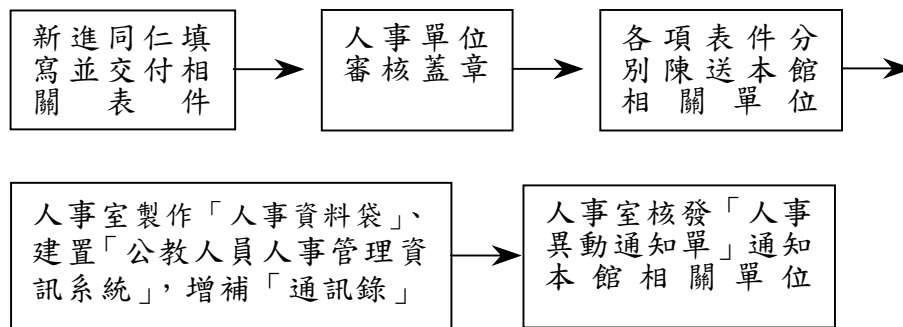 新進同仁填
寫並交付相
關表件
人事單位
審核蓋章
各項表件分
別陳送本館
相關單位
人事室製作「人事資料袋」、
建置「公教人員人事管理資
訊系統」，增補「通訊錄」
人事室核發「人事
異動通知單」通知
本館相關單位